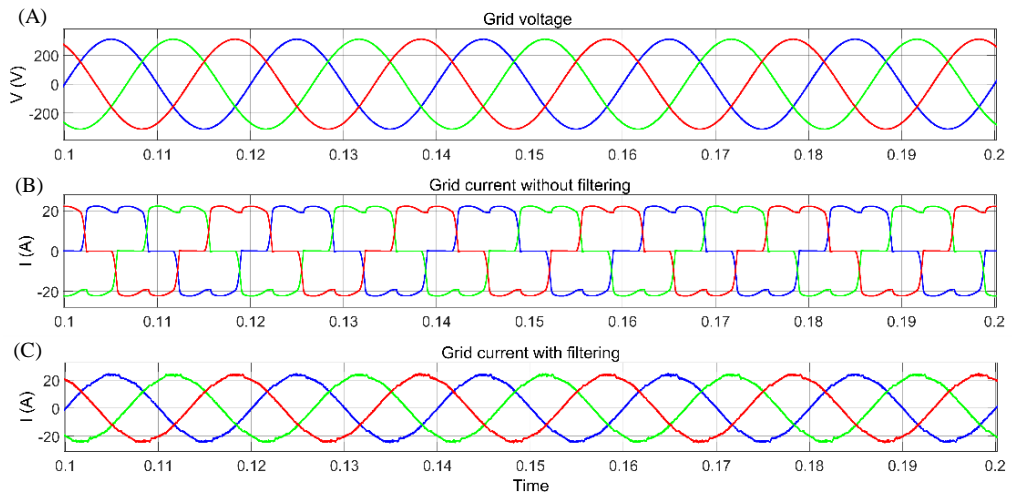 (A)
Grid voltage
V (V)
200
0
-200
0.1 0.11 0.12 0.13 0.14 0.15 0.16 0.17 0.18 0.19 0.2
(B)
Grid current without filtering
I (A)
20
0
-20
0.1 0.11 0.12 0.13 0.14 0.15 0.16 0.17 0.18 0.19 0.2
(C)
Grid current with filtering
I (A)
20
0
-20
0.1 0.11 0.12 0.13 0.14 0.15 0.16 0.17 0.18 0.19 0.2
Time